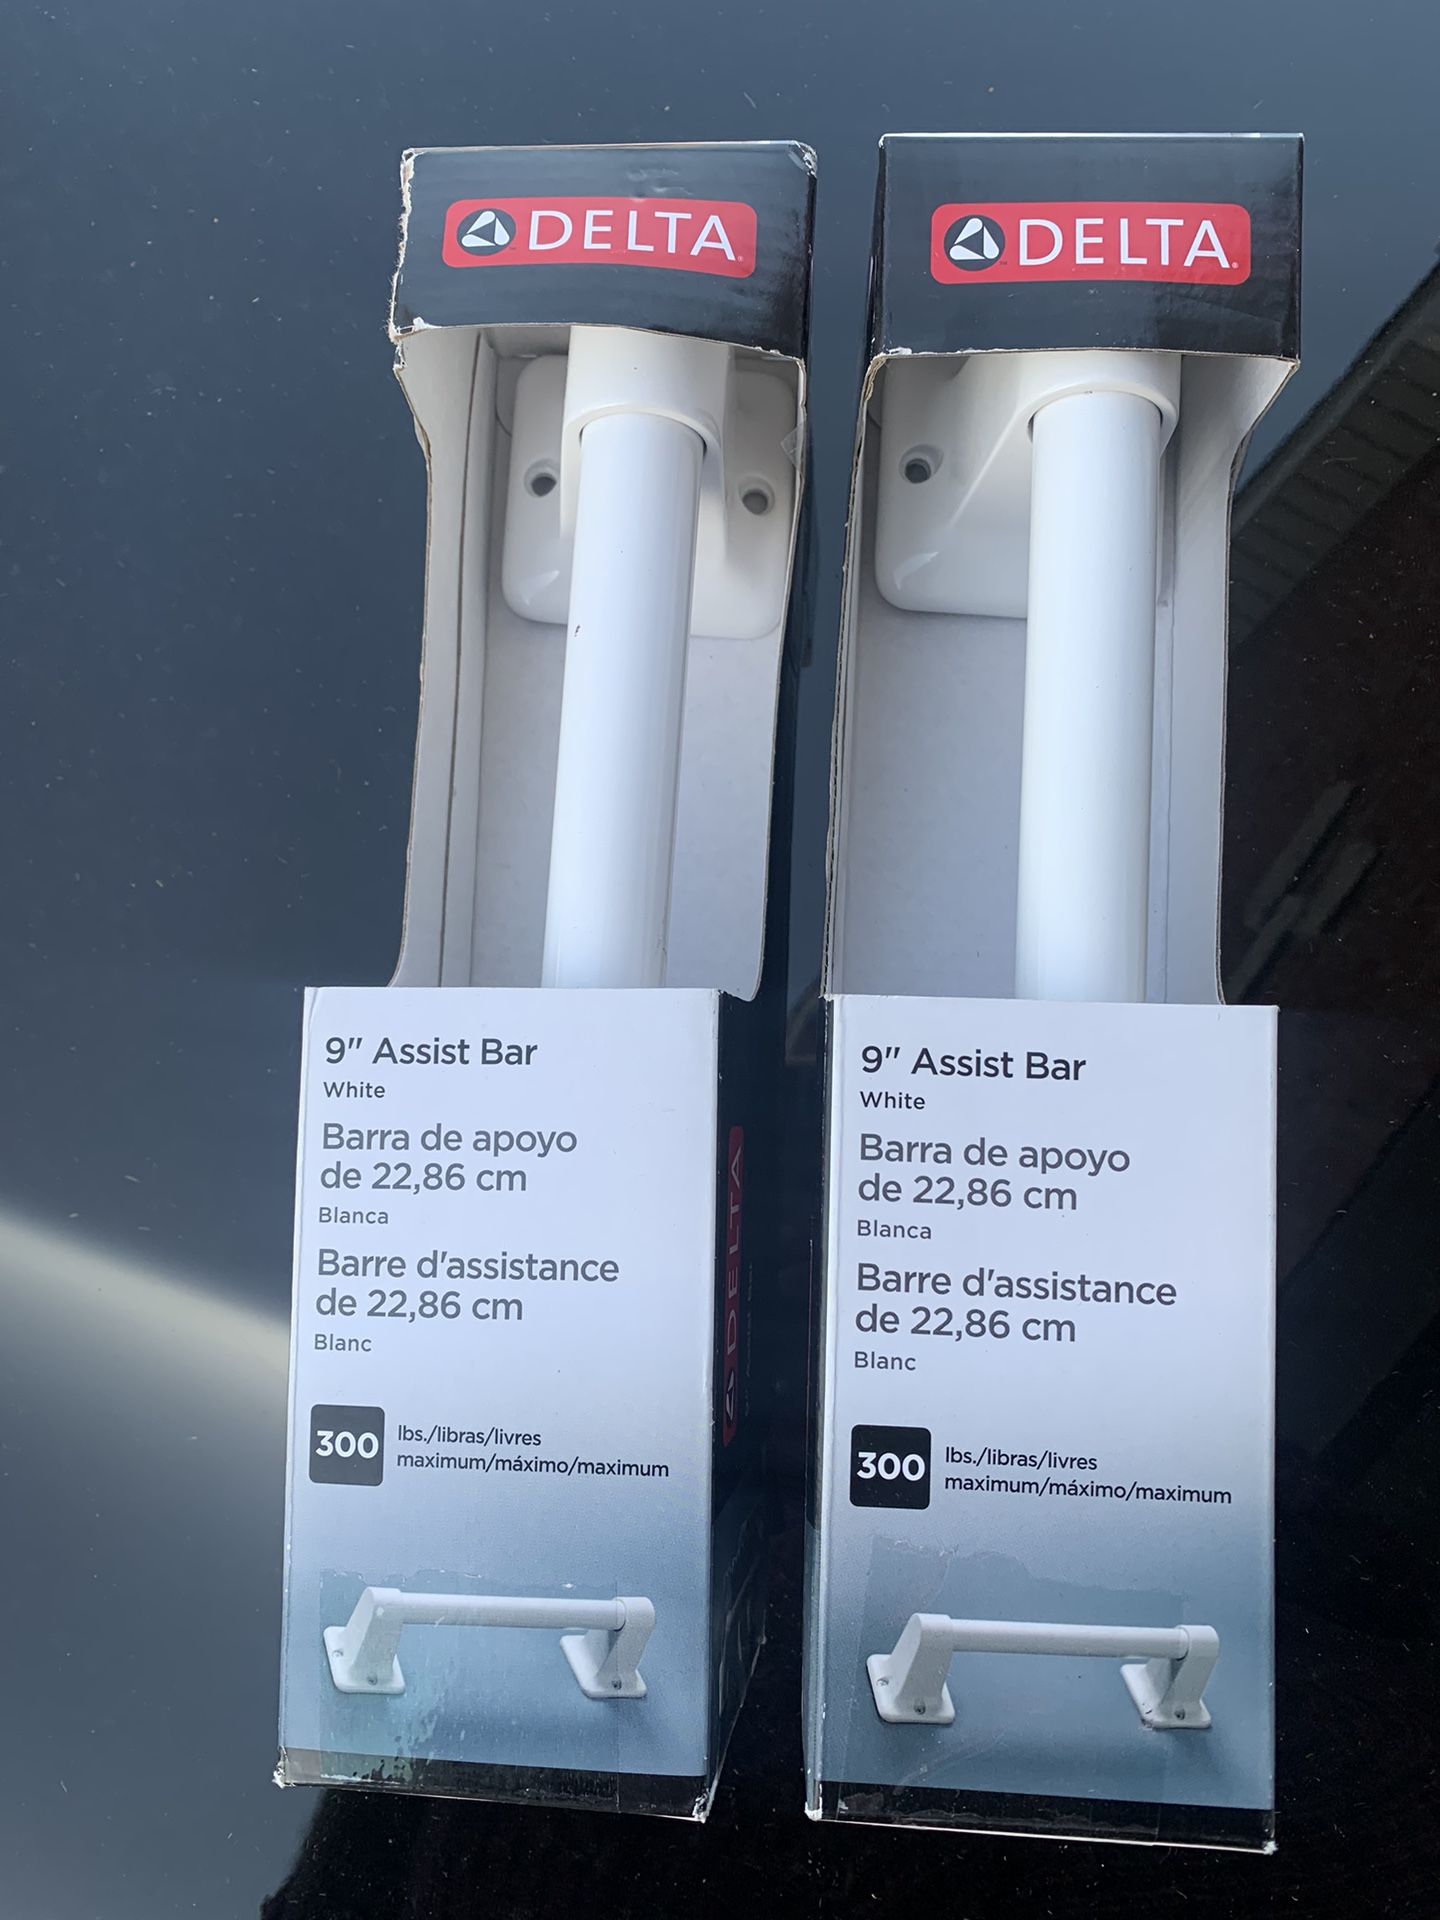 DELTA
9" Assist Bar
White
Barra de apoyo
de 22,86 cm
Blanca
Barre d'assistance
de 22,86 cm
Blanc
300
lbs./libras/livres
maximum/máximo/maximum
DELTA
DELTA
9" Assist Bar
White
Barra de apoyo
de 22,86 cm
Blanca
Barre d'assistance
de 22,86 cm
Blanc
300
lbs./libras/livres
maximum/máximo/maximum